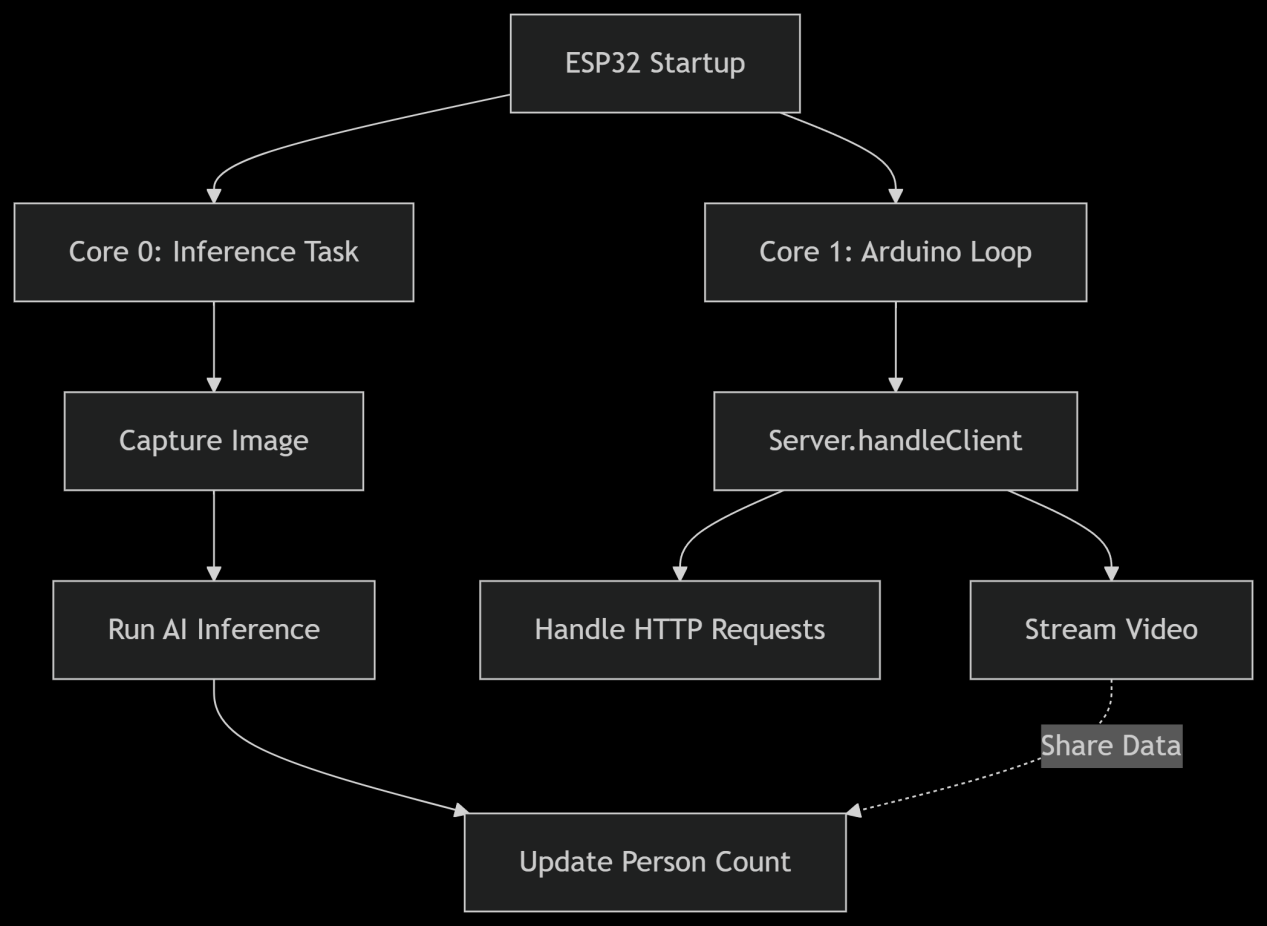 ESP32 Startup
Core 0: Inference Task
Core 1: Arduino Loop
Capture Image
Server.handleClient
Run AI Inference
Handle HTTP Requests
Stream Video
Share Data
Update Person Count